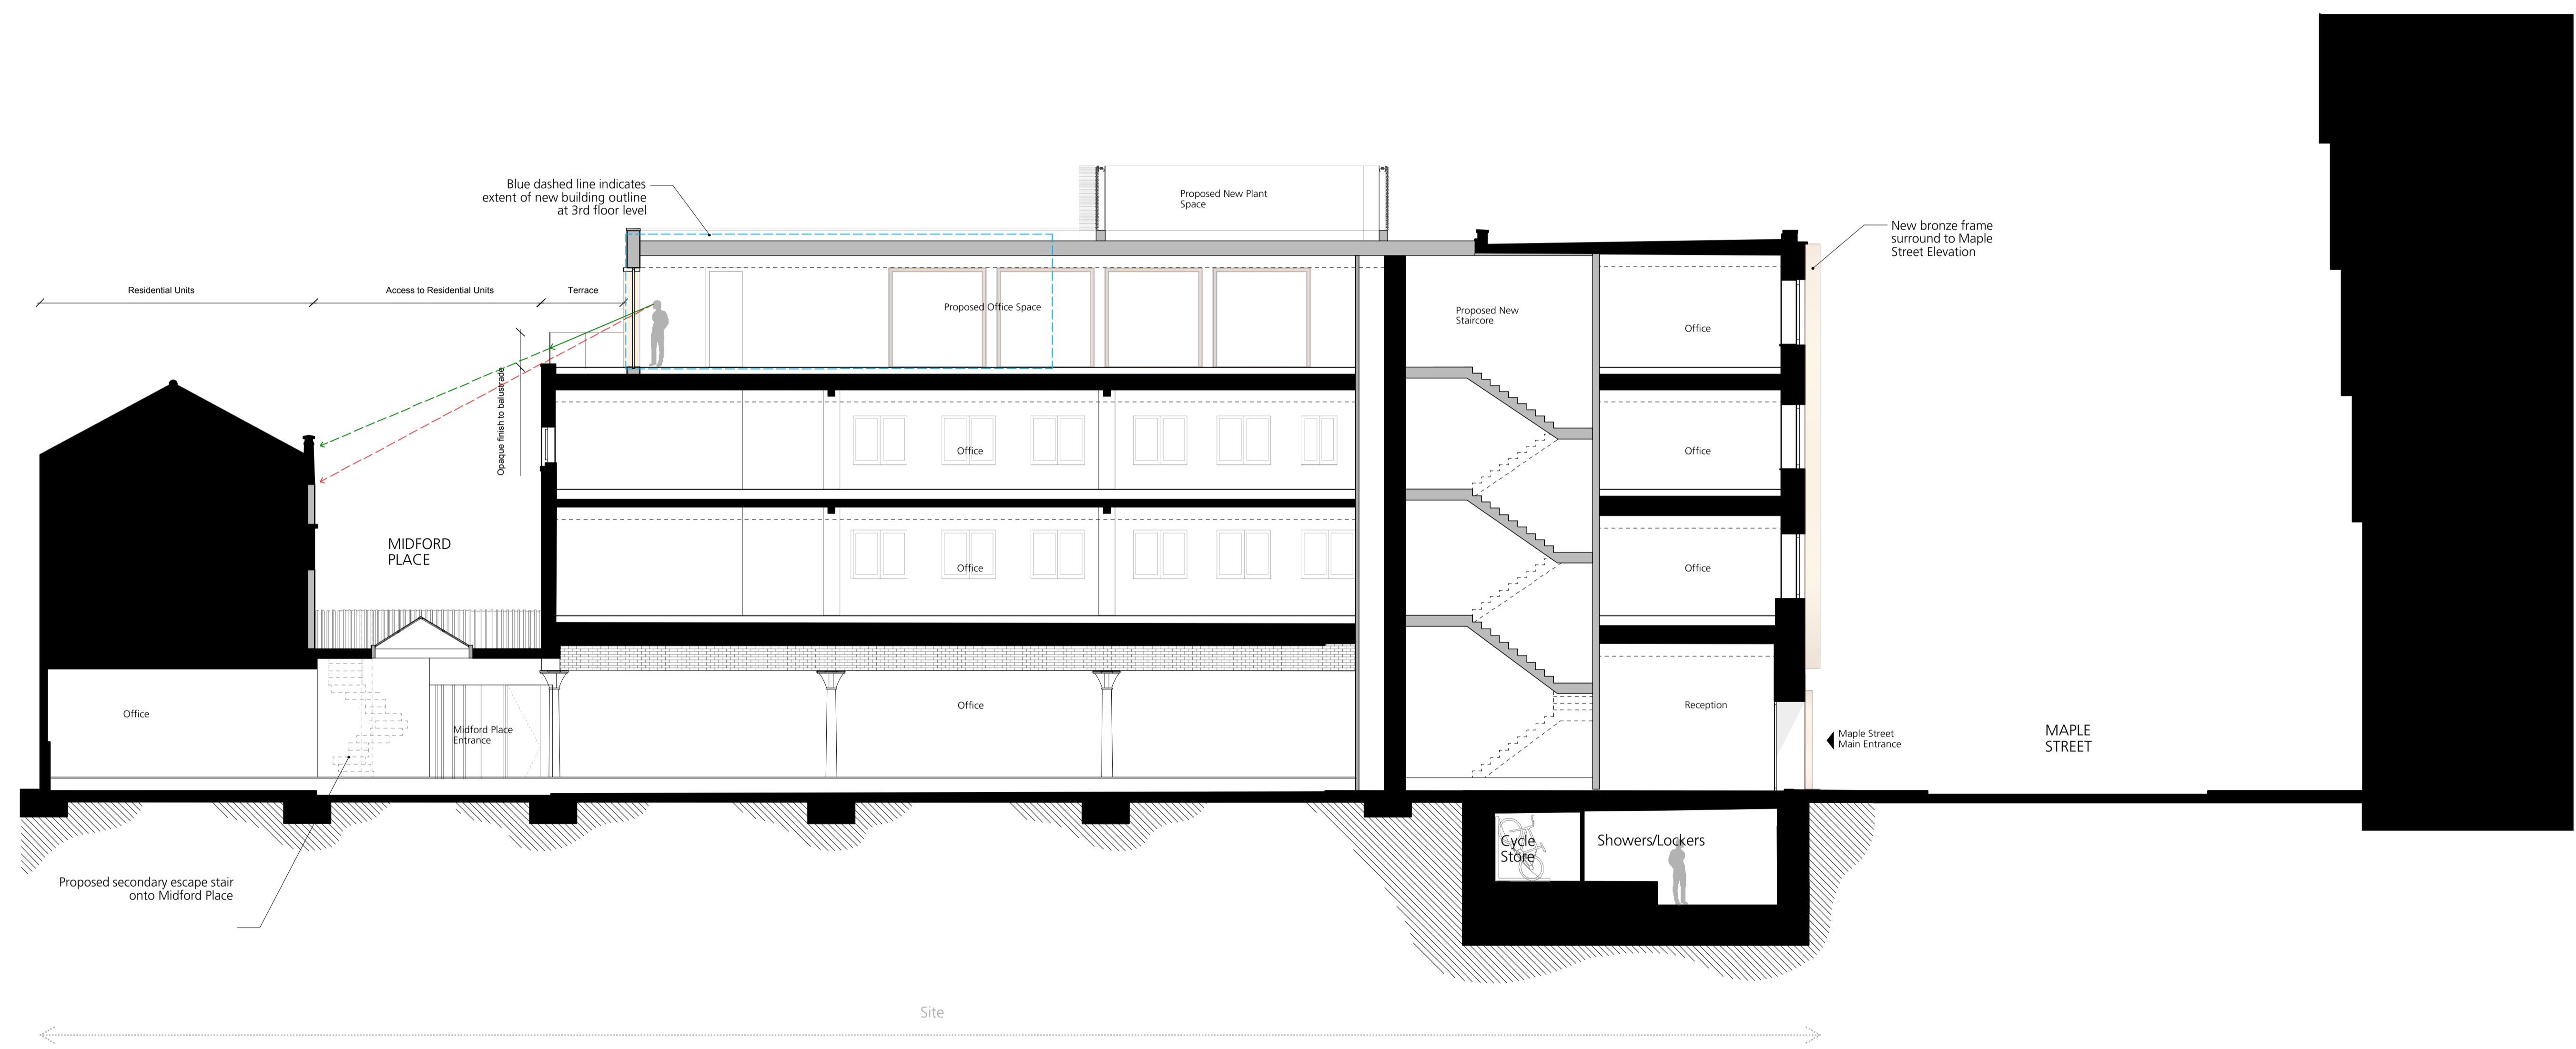 Blue dashed line indicates
extent of new building outline
at 3rd floor level
Proposed New Plant
Space
New bronze frame
surround to Maple
Street Elevation
Residential Units
Access to Residential Units
Terrace
Proposed Office Space
Proposed New
Staircore
Office
Opaque finish to balustrade
Office
Office
MIDFORD
PLACE
Office
Office
Office
Midford Place
Entrance
Office
Reception
Maple Street
Main Entrance
MAPLE
STREET
Cycle
Store
Showers/Lockers
Proposed secondary escape stair
onto Midford Place
Site